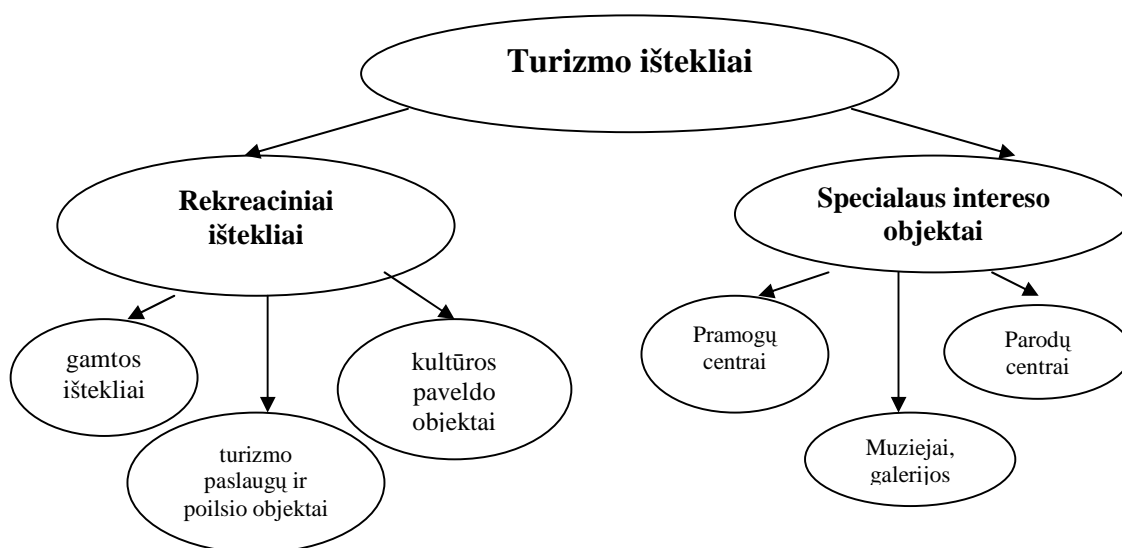 Turizmo ištekliai
Rekreaciniai
ištekliai
Specialaus intereso
objektai
gamtos
ištekliai
turizmo
paslaugų ir
poilsio objektai
kultūros
paveldo
objektai
Pramogų
centrai
Muziejai,
galerijos
Parodų
centrai